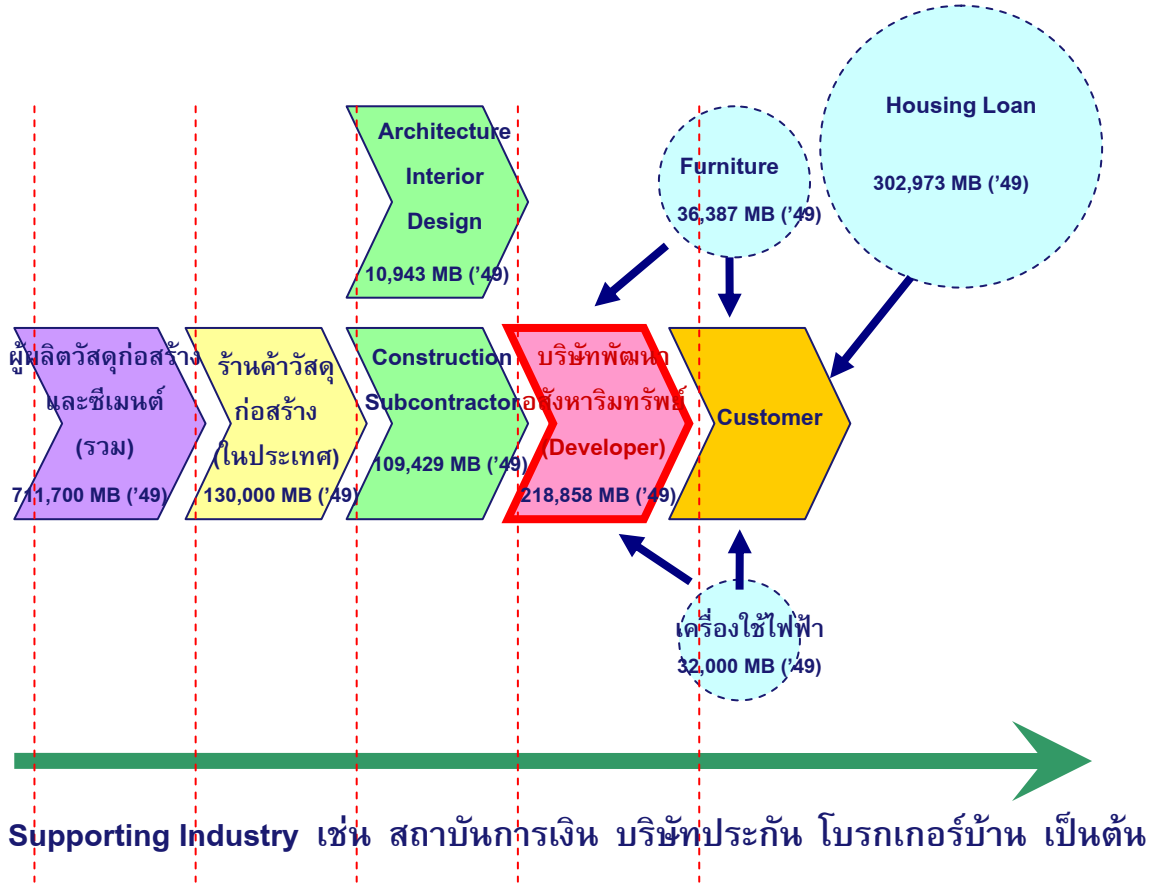 Housing Loan
302,973 MB (’49)
Architecture
Interior
Design
10,943 MB (’49)
Furniture
36,387 MB (’49)
ผู้ผลิตวัสดุก่อสร้าง
และซีเมนต์
(รวม)
711,700 MB (’49)
ร้านค้าวัสดุ
ก่อสร้าง
(ในประเทศ)
130,000 MB (’49)
Construction
Subcontractor
109,429 MB (’49)
บริษัทพัฒนา
อสังหาริมทรัพย์
(Developer)
218,858 MB (’49)
Customer
เครื่องใช้ไฟฟ้า
32,000 MB (’49)
Supporting Industry เช่น สถาบันการเงิน บริษัทประกัน โบรกเกอร์บ้าน เป็นต้น